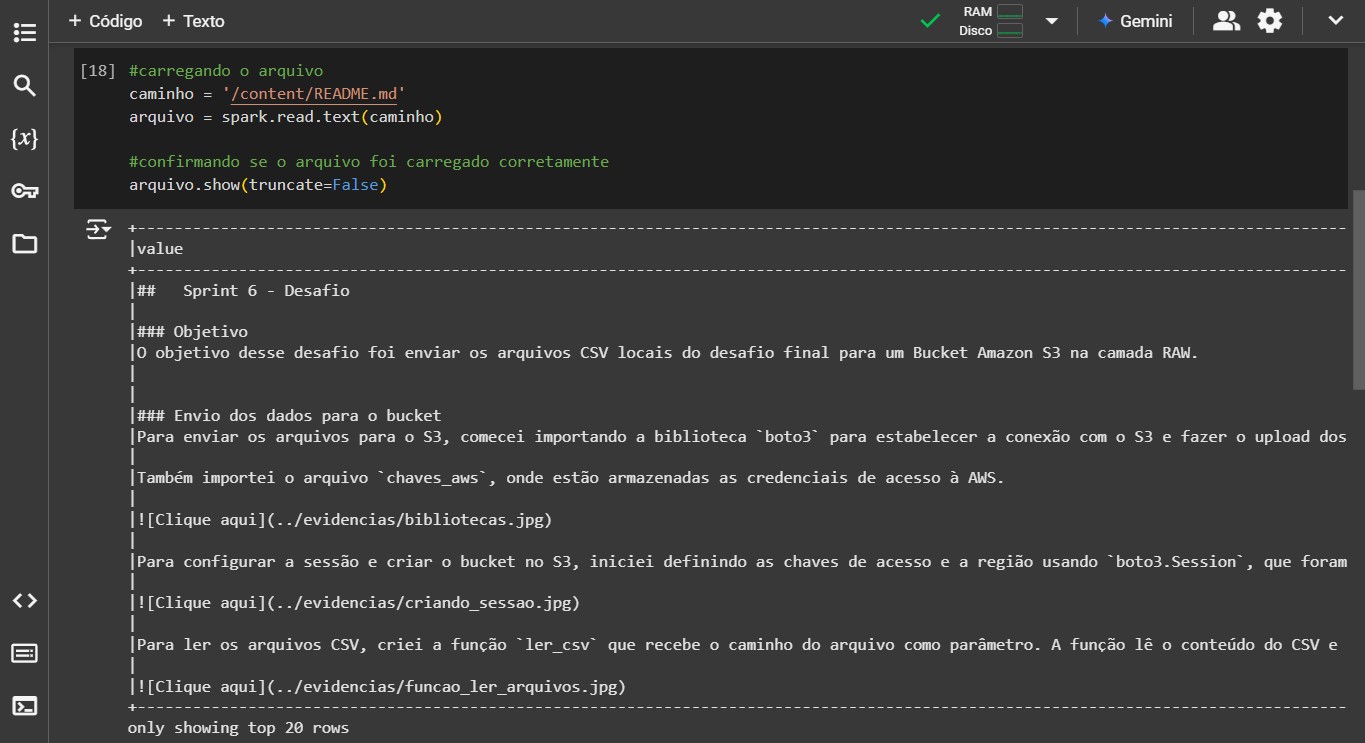 + Código + Texto
RAM
Disco
Gemini
{x}
[18] #carregando o arquivo
caminho = '/content/README.md'
arquivo = spark.read.text(caminho)
#confirmando se o arquivo foi carregado corretamente
arquivo.show(truncate=False)
+----------------------------------------------------------------------------------------------------------------------------------
|value
+----------------------------------------------------------------------------------------------------------------------------------
|##   Sprint 6 - Desafio
|
|### Objetivo
|O objetivo desse desafio foi enviar os arquivos CSV locais do desafio final para um Bucket Amazon S3 na camada RAW.
|
|
|### Envio dos dados para o bucket
|Para enviar os arquivos para o S3, comecei importando a biblioteca `boto3` para estabelecer a conexão com o S3 e fazer o upload dos
|
|Também importei o arquivo `chaves_aws`, onde estão armazenadas as credenciais de acesso à AWS.
|
|![Clique aqui](../evidencias/bibliotecas.jpg)
|
|Para configurar a sessão e criar o bucket no S3, iniciei definindo as chaves de acesso e a região usando `boto3.Session`, que foram
|
|![Clique aqui](../evidencias/criando_sessao.jpg)
|
|Para ler os arquivos CSV, criei a função `ler_csv` que recebe o caminho do arquivo como parâmetro. A função lê o conteúdo do CSV e
|
|![Clique aqui](../evidencias/funcao_ler_arquivos.jpg)
+----------------------------------------------------------------------------------------------------------------------------------
only showing top 20 rows